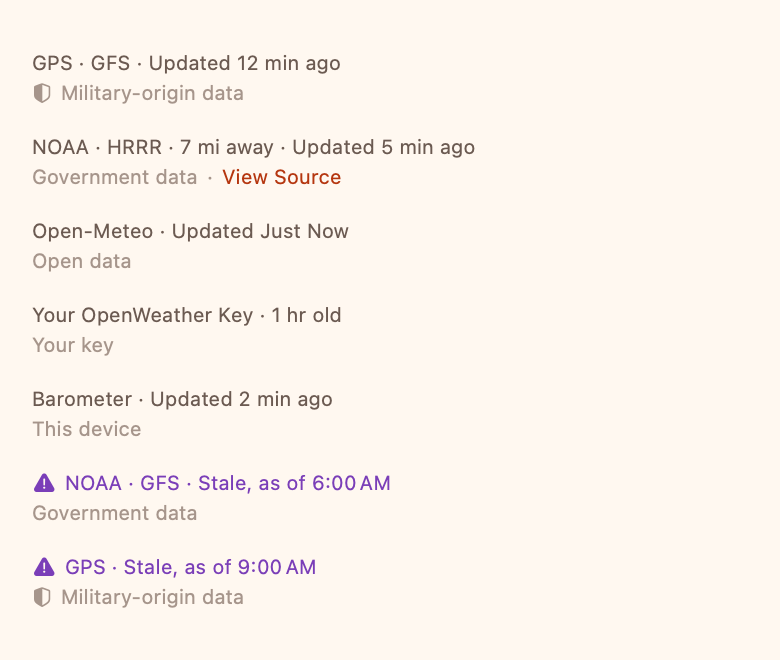 GPS · GFS · Updated 12 min ago
Military-origin data
NOAA · HRRR · 7 mi away · Updated 5 min ago
Government data · View Source
Open-Meteo · Updated Just Now
Open data
Your OpenWeather Key · 1 hr old
Your key
Barometer · Updated 2 min ago
This device
NOAA · GFS · Stale, as of 6:00 AM
Government data
GPS · Stale, as of 9:00 AM
Military-origin data